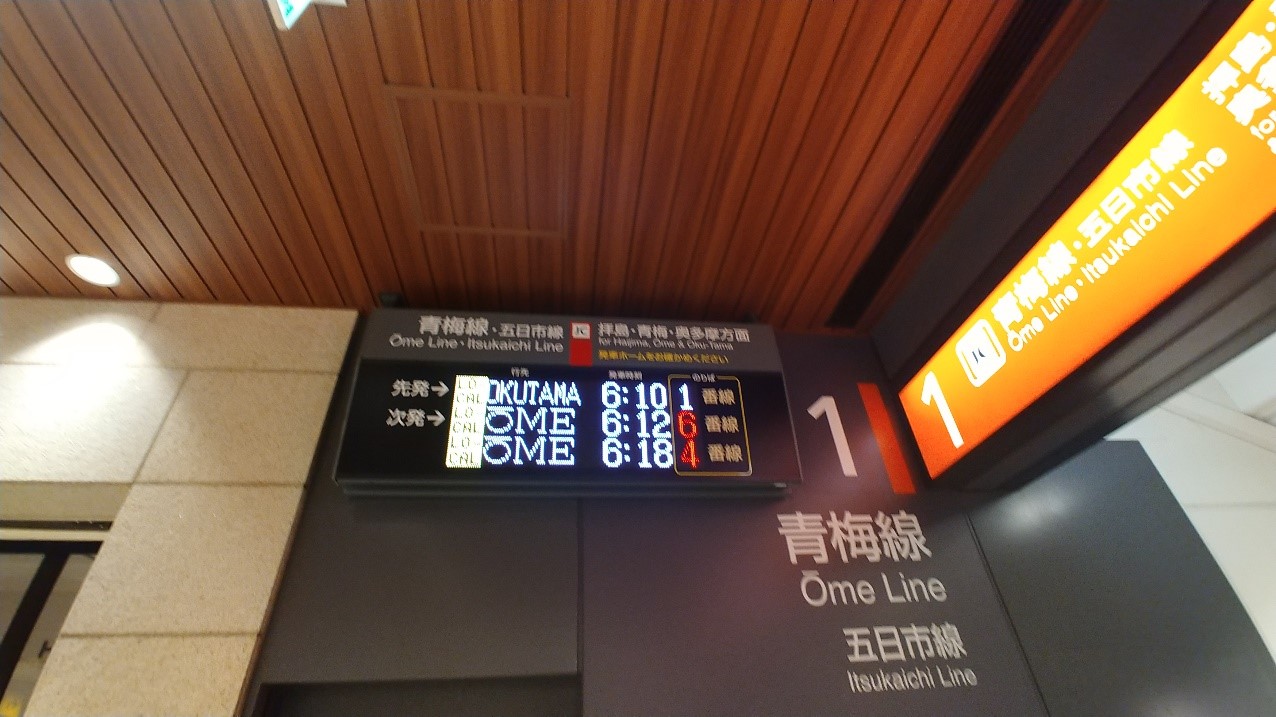 青梅線・五日市線 JC 拝島・青梅・奥多摩方面
Ōme Line・Itsukaichi Line for Haijima, Ōme & Oku-Tama
発車ホームをお確かめください
行先 発車時刻 のりば
先発→ LOCAL OKUTAMA 6:10 1 番線
次発→ LOCAL ŌME 6:12 6 番線
LOCAL ŌME 6:18 4 番線
1
青梅線
Ōme Line
五日市線
Itsukaichi Line
1 JC 青梅線・五日市線
Ōme Line・Itsukaichi Line